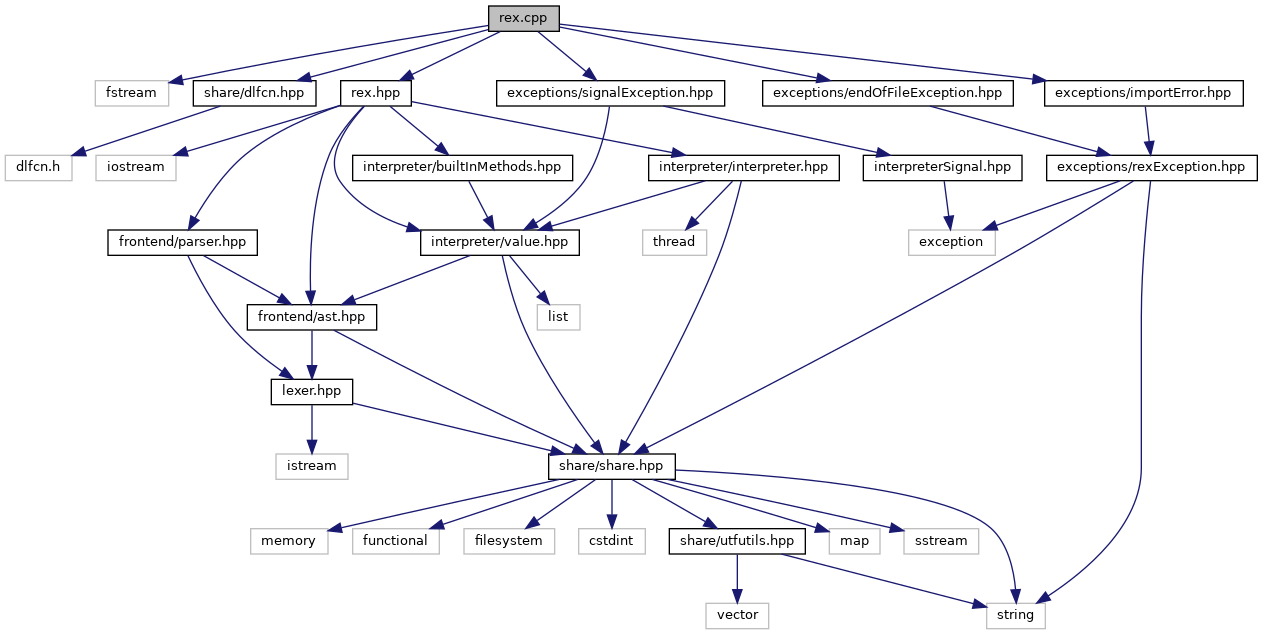 rex.cpp
fstream
share/dlfcn.hpp
rex.hpp
exceptions/signalException.hpp
exceptions/endOfFileException.hpp
exceptions/importError.hpp
dlfcn.h
iostream
interpreter/builtInMethods.hpp
interpreter/interpreter.hpp
interpreterSignal.hpp
exceptions/rexException.hpp
frontend/parser.hpp
interpreter/value.hpp
thread
exception
frontend/ast.hpp
list
lexer.hpp
istream
share/share.hpp
memory
functional
filesystem
cstdint
share/utfutils.hpp
map
sstream
vector
string